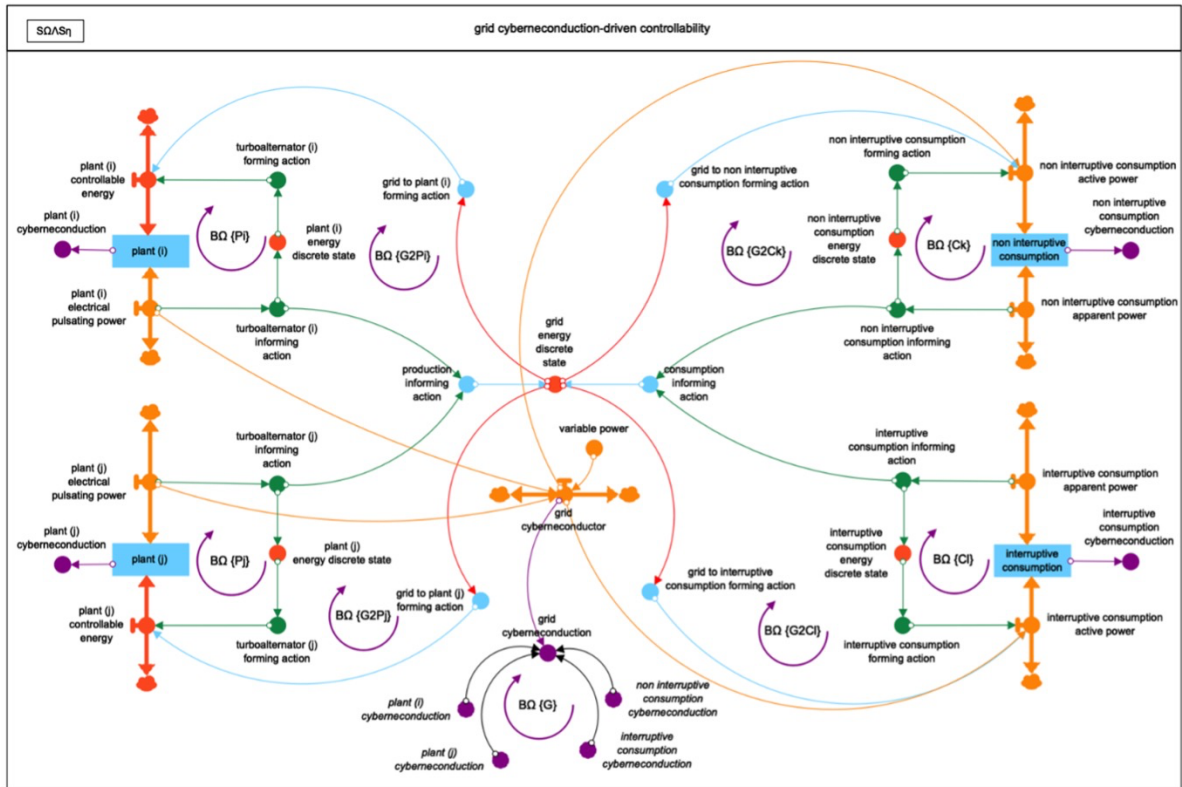 SΩΛSη
grid cyberneconduction-driven controllability
plant (i)
controllable
energy
turboalternator (i)
forming action
grid to plant (i)
forming action
plant (i)
cyberneconduction
plant (i)
BΩ {Pi}
plant (i)
energy
discrete state
BΩ {G2Pi}
plant (i)
electrical
pulsating power
turboalternator (i)
informing
action
grid to non interruptive
consumption forming action
non interruptive consumption
forming action
non interruptive consumption
active power
non interruptive
consumption
energy
discrete state
BΩ {G2Ck}
BΩ {Ck}
non interruptive
consumption
non interruptive
consumption
cyberneconduction
non interruptive consumption
apparent power
non interruptive
consumption informing
action
grid
energy
discrete
state
production
informing
action
consumption
informing
action
variable power
grid
cyberneconductor
turboalternator (j)
informing
action
plant (j)
electrical
pulsating power
plant (j)
cyberneconduction
plant (j)
BΩ {Pj}
plant (j)
energy discrete state
BΩ {G2Pj}
grid to plant (j)
forming action
plant (j)
controllable
energy
turboalternator (j)
forming action
interruptive
consumption informing
action
interruptive consumption
apparent power
interruptive
consumption
cyberneconduction
interruptive
consumption
energy
discrete state
BΩ {Cl}
interruptive
consumption
grid to interruptive
consumption forming action
BΩ {G2Cl}
interruptive consumption
forming action
interruptive consumption
active power
grid
cyberneconduction
BΩ {G}
plant (i)
cyberneconduction
plant (j)
cyberneconduction
non interruptive
consumption
cyberneconduction
interruptive
consumption
cyberneconduction